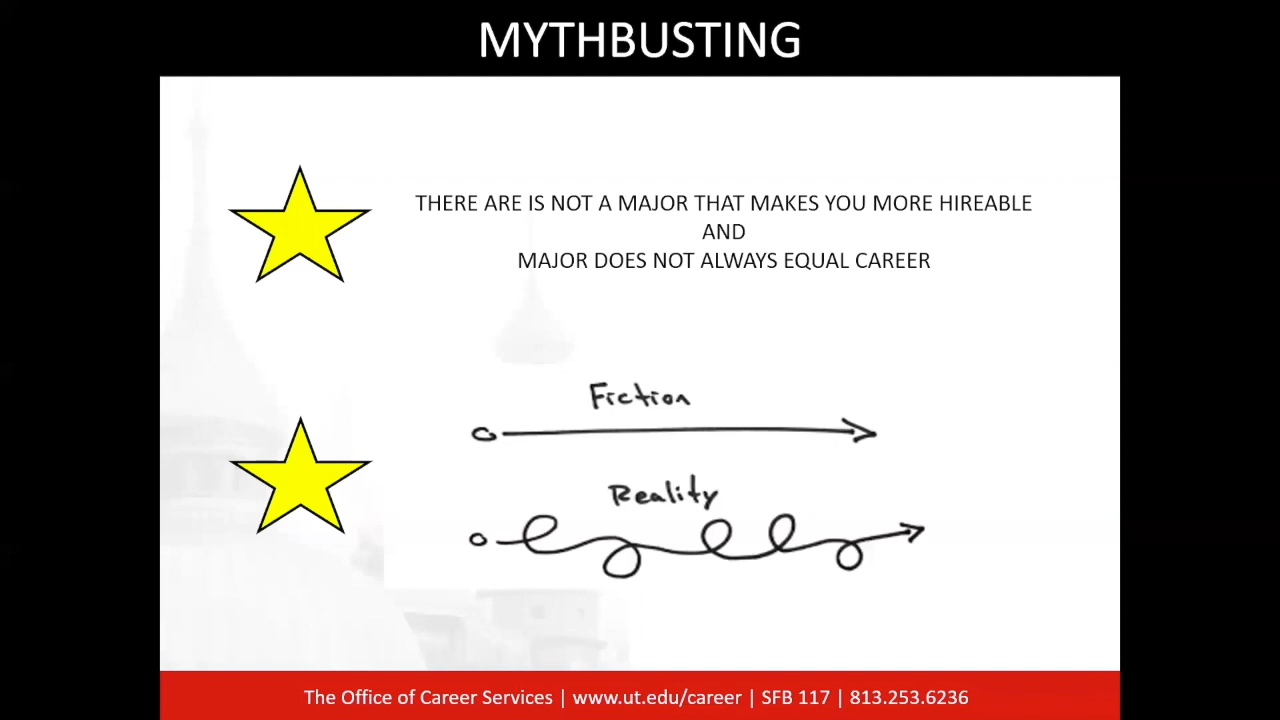 MYTHBUSTING
THERE ARE IS NOT A MAJOR THAT MAKES YOU MORE HIREABLE
AND
MAJOR DOES NOT ALWAYS EQUAL CAREER
Fiction
Reality
The Office of Career Services | www.ut.edu/career | SFB 117 | 813.253.6236